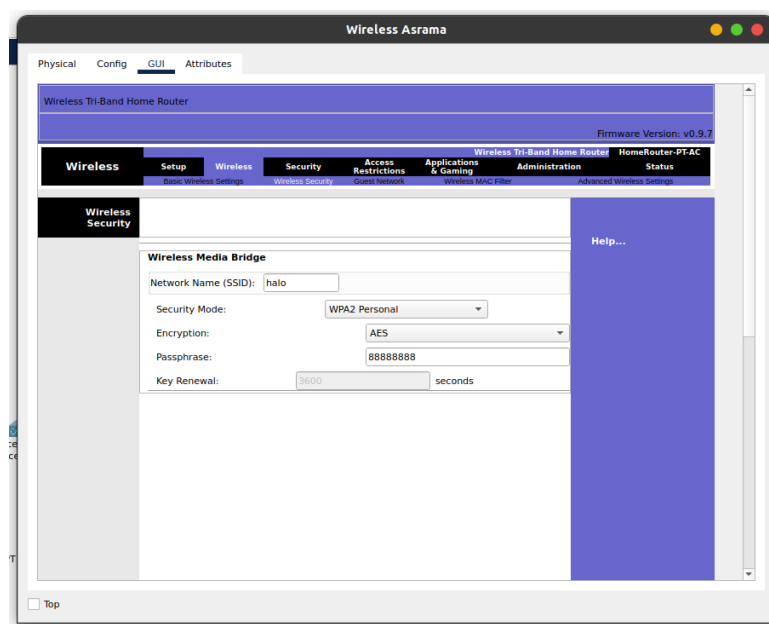 Wireless Asrama
Physical Config GUI Attributes
Wireless Tri-Band Home Router
Firmware Version: v0.9.7
Wireless Tri-Band Home Router HomeRouter-PT-AC
Wireless Setup Wireless Security Access Restrictions Applications & Gaming Administration Status
Basic Wireless Settings Wireless Security Guest Network Wireless MAC Filter Advanced Wireless Settings
Wireless Security
Help...
Wireless Media Bridge
Network Name (SSID): halo
Security Mode: WPA2 Personal
Encryption: AES
Passphrase: 88888888
Key Renewal: 3600 seconds
Top